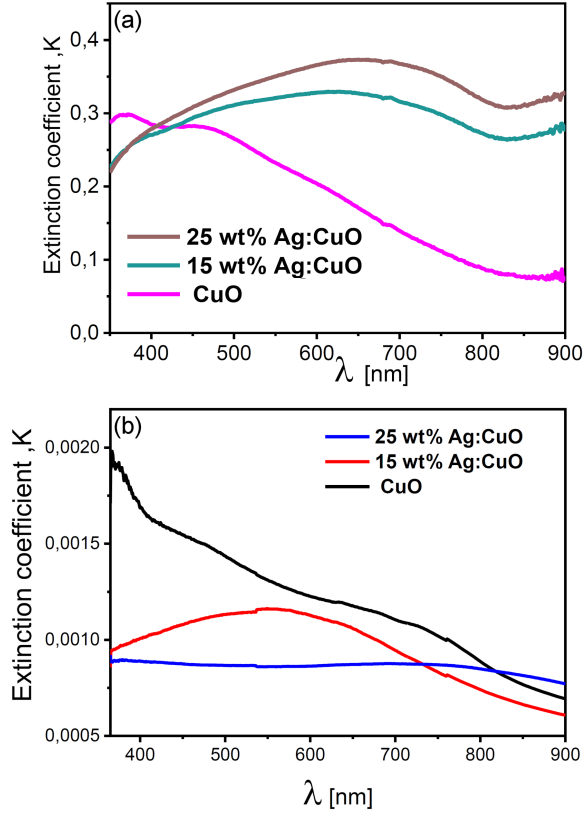 (a)
Extinction coefficient ,K
0,4
0,3
0,2
0,1
0,0
25 wt% Ag:CuO
15 wt% Ag:CuO
CuO
400 500 600 700 800 900
λ [nm]
(b)
Extinction coefficient ,K
0,0020
0,0015
0,0010
0,0005
25 wt% Ag:CuO
15 wt% Ag:CuO
CuO
400 500 600 700 800 900
λ [nm]